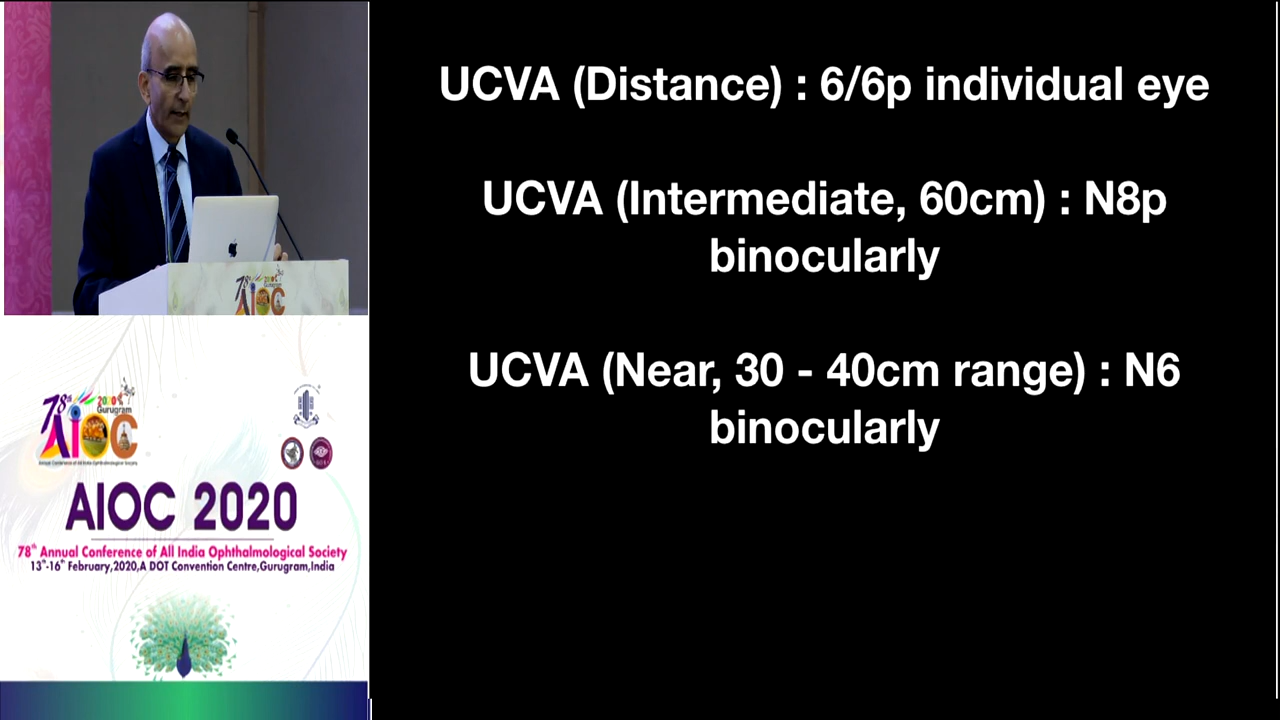 UCVA (Distance) : 6/6p individual eye
UCVA (Intermediate, 60cm) : N8p
binocularly
UCVA (Near, 30 - 40cm range) : N6
binocularly
78th
2020
Gurugram
AIOC
AIOC 2020
78th Annual Conference of All India Ophthalmological Society
13th-16th February,2020,A DOT Convention Centre,Gurugram,India